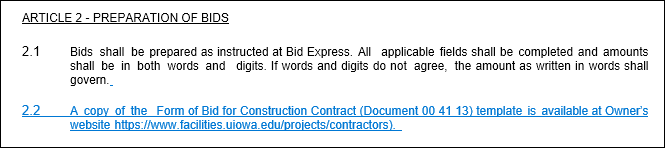 ARTICLE 2 - PREPARATION OF BIDS
2.1 Bids shall be prepared as instructed at Bid Express. All applicable fields shall be completed and amounts
shall be in both words and digits. If words and digits do not agree, the amount as written in words shall
govern.
2.2 A copy of the Form of Bid for Construction Contract (Document 00 41 13) template is available at Owner's
website https://www.facilities.uiowa.edu/projects/contractors).